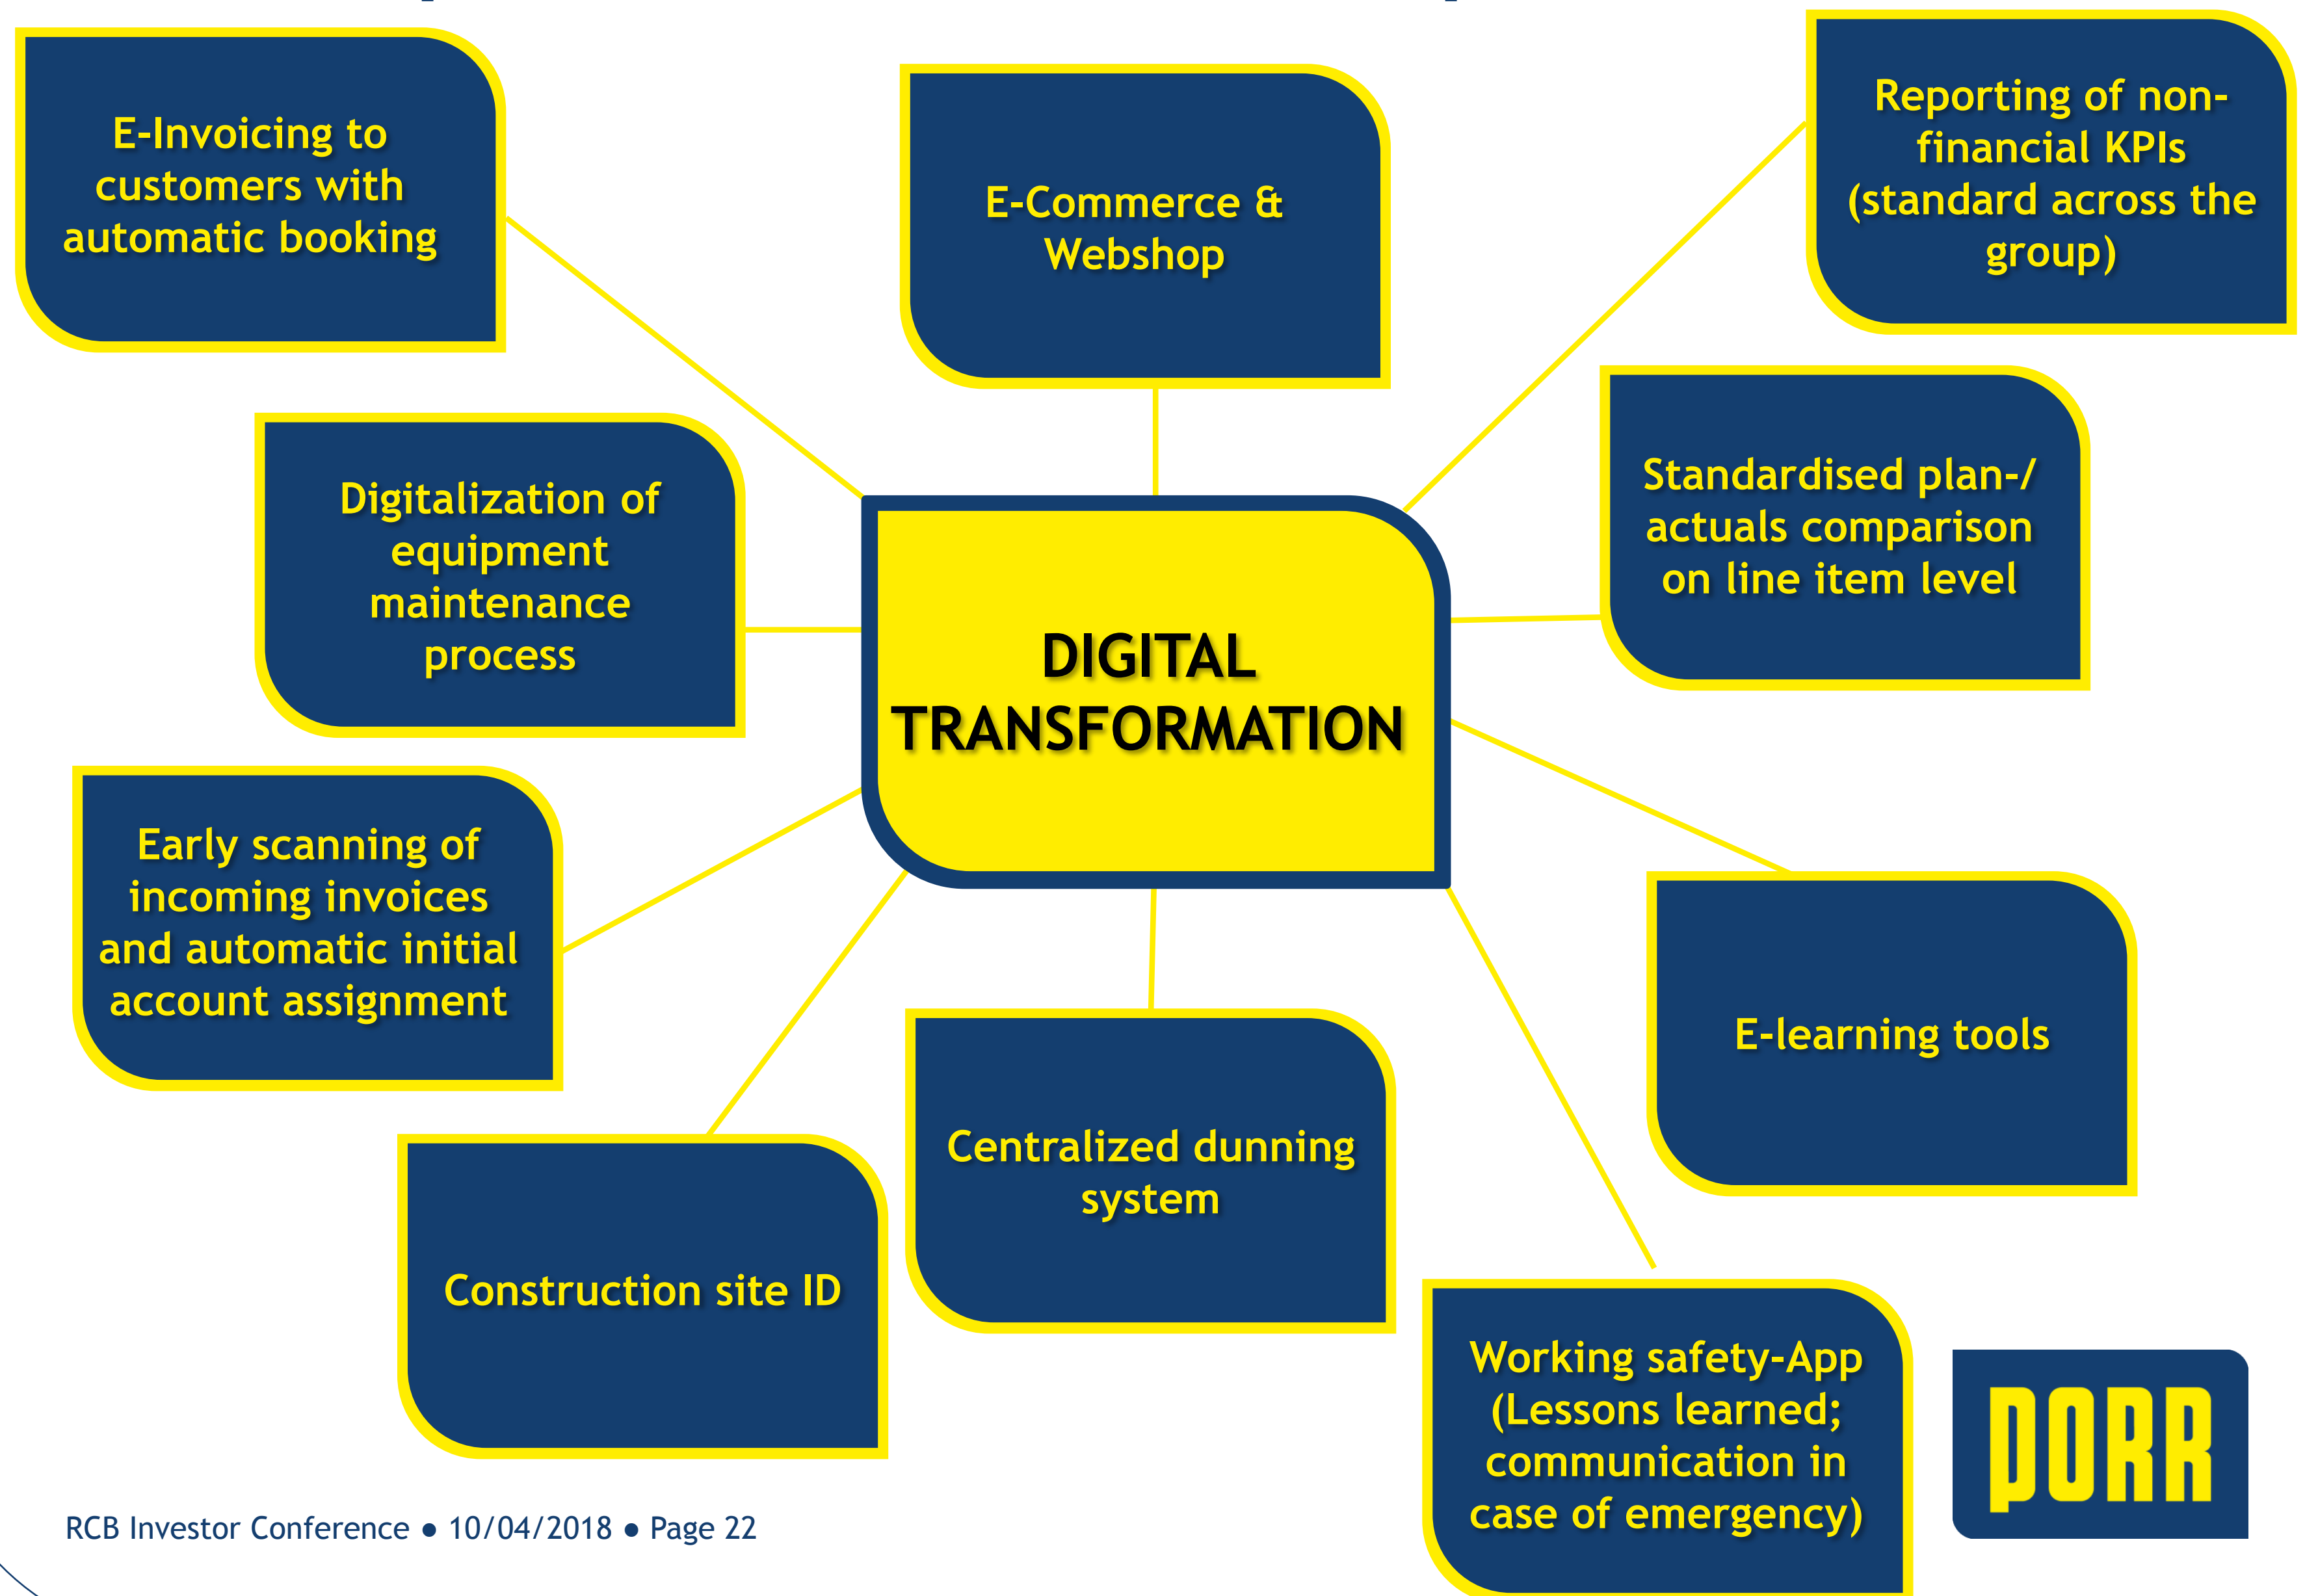 E-Invoicing to
customers with
automatic booking
E-Commerce &
Webshop
Reporting of non-
financial KPIs
(standard across the
group)
Digitalization of
equipment
maintenance
process
Standardised plan-/
actuals comparison
on line item level
DIGITAL
TRANSFORMATION
Early scanning of
incoming invoices
and automatic initial
account assignment
E-learning tools
Centralized dunning
system
Construction site ID
Working safety-App
(Lessons learned;
communication in
case of emergency)
PORR
RCB Investor Conference ● 10/04/2018 ● Page 22